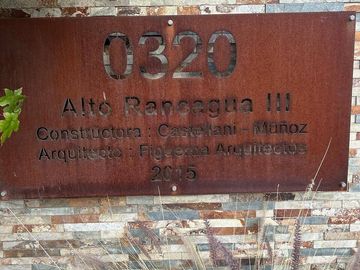 0320
Alto Rancagua III
Constructora : Castellani - Muñoz
Arquitecto : Figueroa Arquitectos
2015